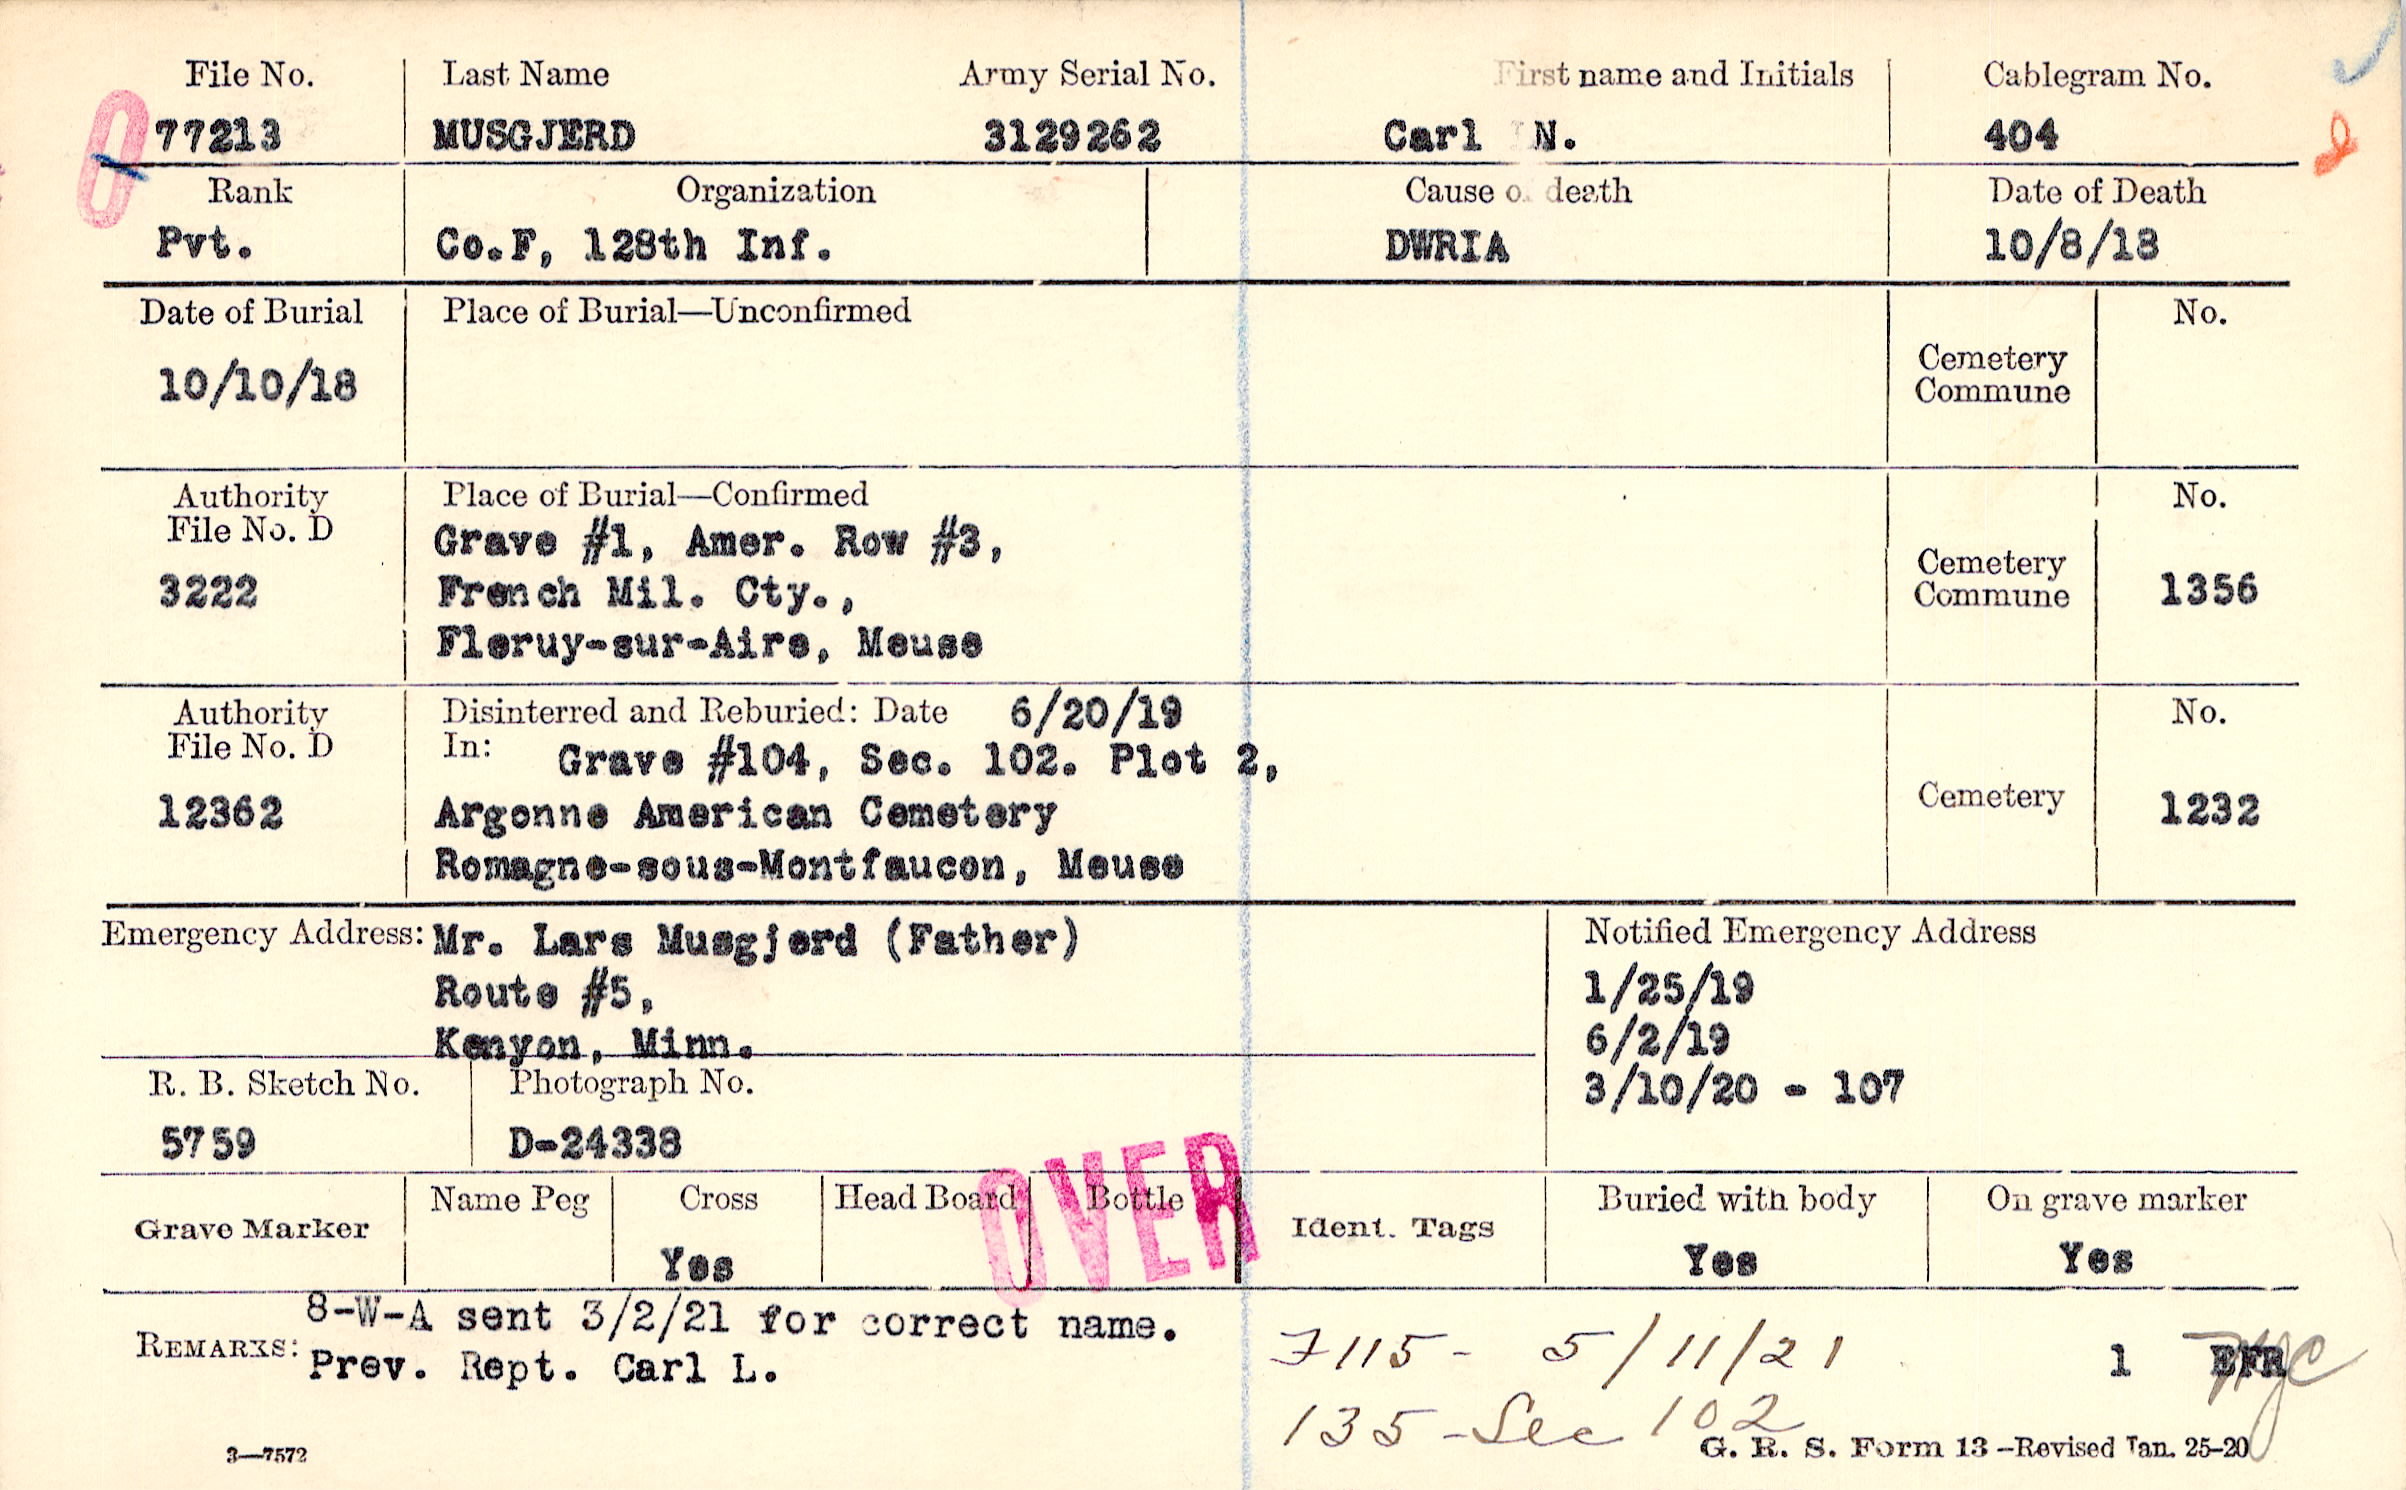 File No. Last Name Army Serial No. First name and Initials Cablegram No.
77213 MUSGJERD 3129262 Carl N. 404
Rank Organization Cause of death Date of Death
Pvt. Co.F, 128th Inf. DWRIA 10/8/18
Date of Burial Place of Burial—Unconfirmed No.
10/10/18 Cemetery
Commune
Authority Place of Burial—Confirmed No.
File No. D
Grave #1, Amer. Row #3,
3222 French Mil. Cty., Cemetery
Commune 1356
Fleruy-sur-Aire, Meuse
Authority Disinterred and Reburied: Date 6/20/19 No.
File No. D In: Grave #104, Sec. 102. Plot 2,
12362 Argonne American Cemetery Cemetery 1232
Romagne-sous-Montfaucon, Meuse
Emergency Address: Mr. Lars Musgjerd (Father) Notified Emergency Address
Route #5, 1/25/19
Kenyon, Minn. 6/2/19
R. B. Sketch No. Photograph No. 3/10/20 - 107
5759 D-24338
OVER
Grave Marker Name Peg Cross Head Board Bottle Ident. Tags Buried with body On grave marker
Yes Yes Yes
8-W-A sent 3/2/21 for correct name.
REMARKS: Prev. Rept. Carl L. 7115- 5/11/21 1 EFR
135-Sec 102
3—7572 G. R. S. Form 13–Revised Jan. 25-20